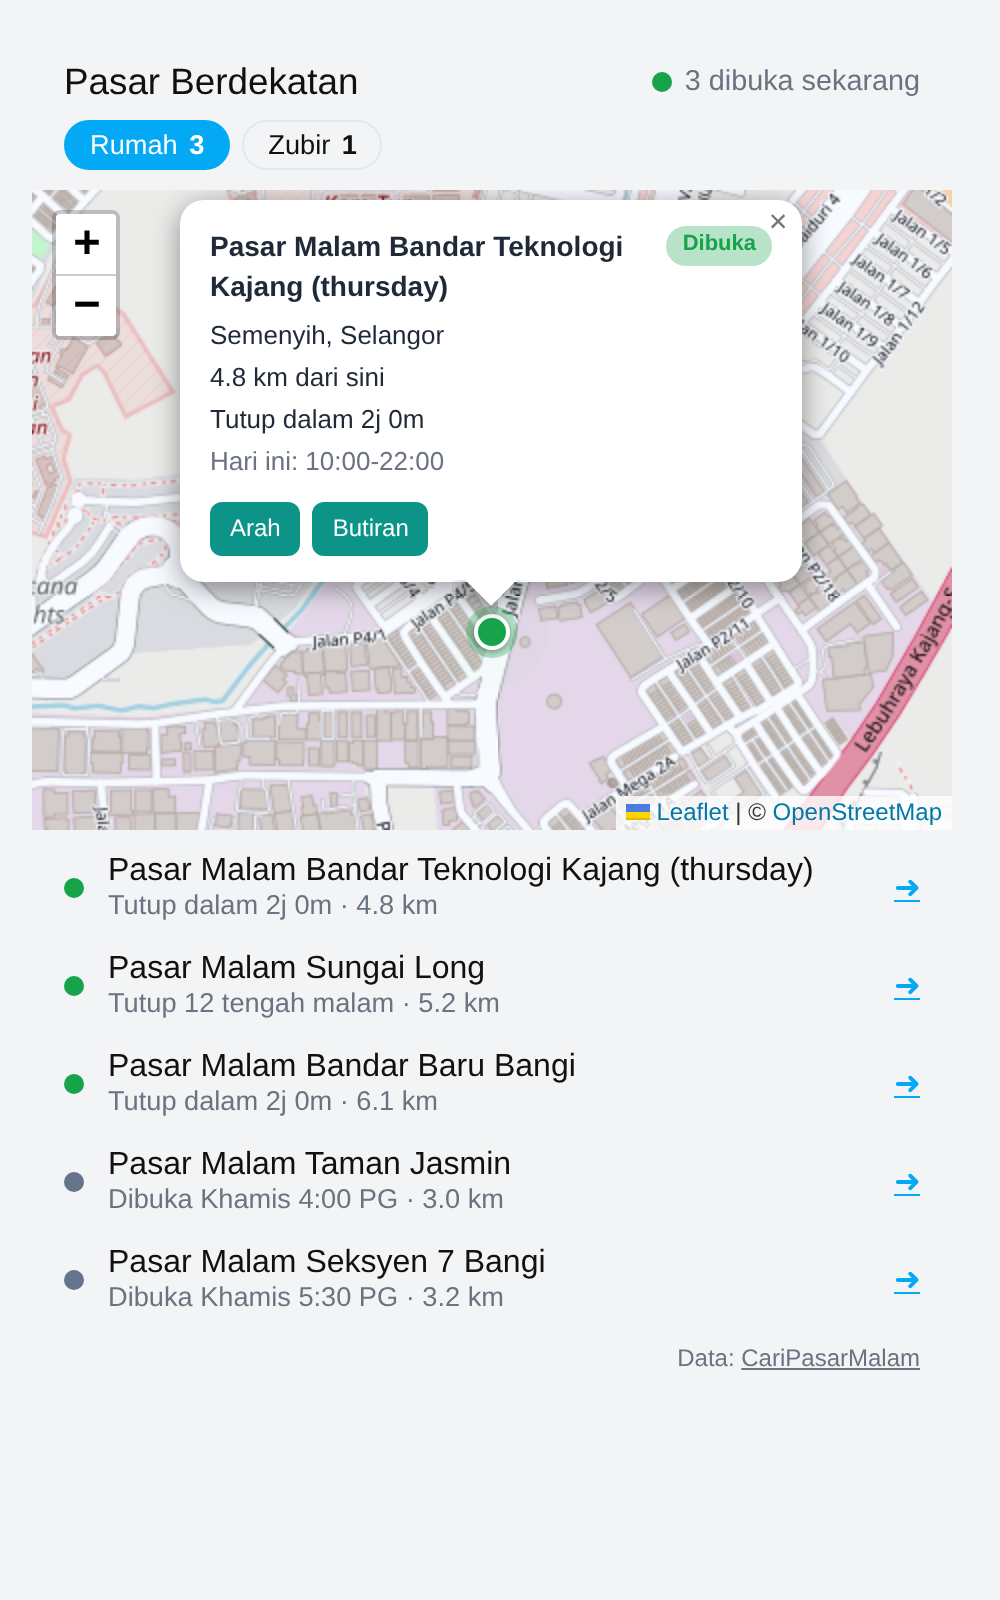 Pasar Berdekatan
3 dibuka sekarang
Rumah 3
Zubir 1
+
−
×
Pasar Malam Bandar Teknologi
Kajang (thursday)
Dibuka
Semenyih, Selangor
4.8 km dari sini
Tutup dalam 2j 0m
Hari ini: 10:00-22:00
Arah
Butiran
Jalan 1/5
Jalan 1/6
Jalan 1/7
Jalan 1/8
Jalan 1/9
Jalan 1/12
Jalan P4/1
Jalan P2/11
Jalan Mega 2A
Lebuhraya Kajang-S
Leaflet | © OpenStreetMap
Pasar Malam Bandar Teknologi Kajang (thursday)
Tutup dalam 2j 0m · 4.8 km
➔
Pasar Malam Sungai Long
Tutup 12 tengah malam · 5.2 km
➔
Pasar Malam Bandar Baru Bangi
Tutup dalam 2j 0m · 6.1 km
➔
Pasar Malam Taman Jasmin
Dibuka Khamis 4:00 PG · 3.0 km
➔
Pasar Malam Seksyen 7 Bangi
Dibuka Khamis 5:30 PG · 3.2 km
➔
Data: CariPasarMalam